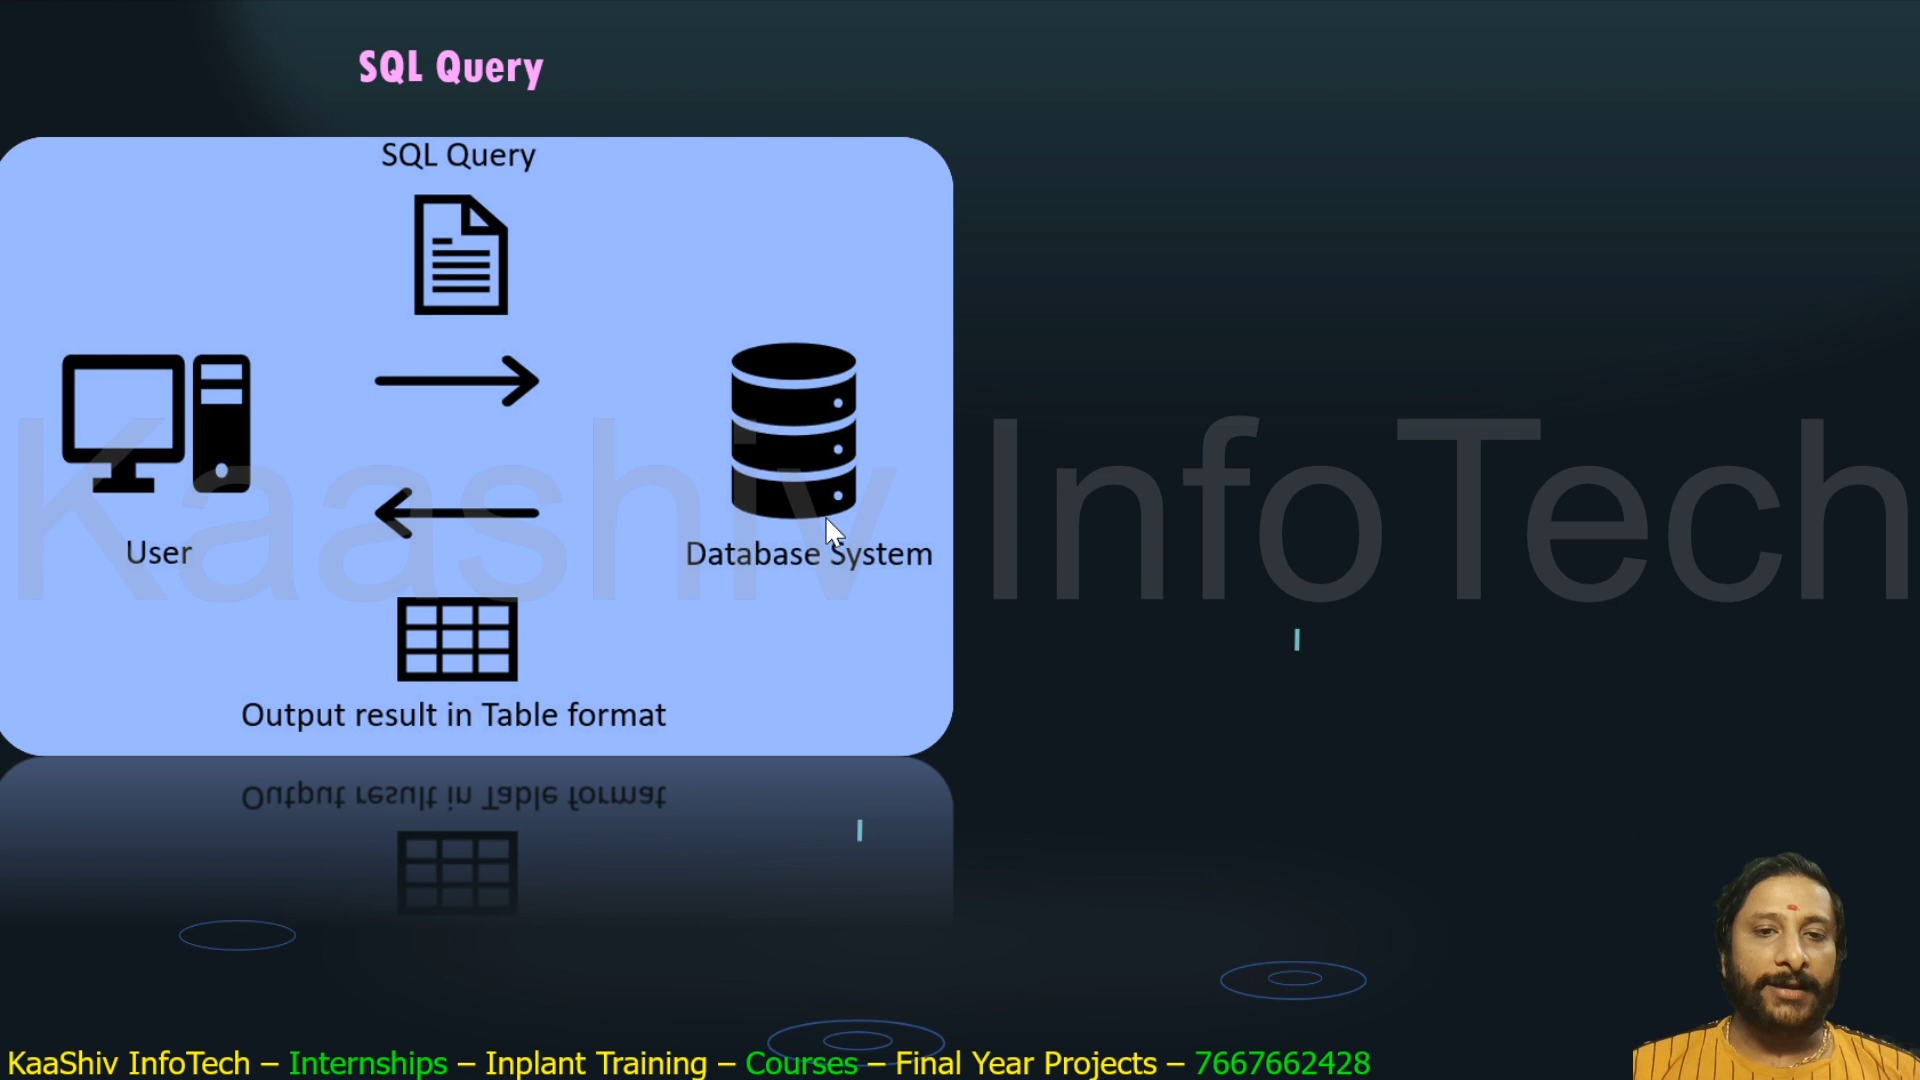 SQL Query
SQL Query
User
Database System
Output result in Table format
Output result in Table format
Kaashiv InfoTech
KaaShiv InfoTech – Internships – Inplant Training – Courses – Final Year Projects – 7667662428